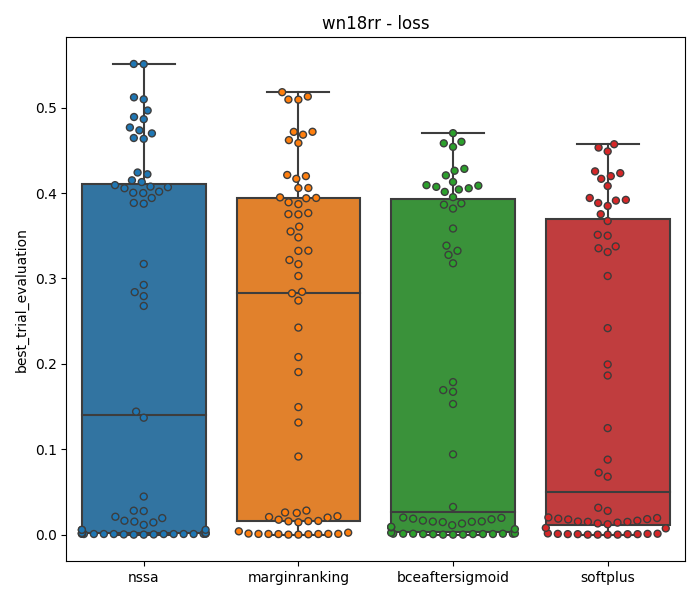 wn18rr - loss
best_trial_evaluation
0.5
0.4
0.3
0.2
0.1
0.0
nssa
marginranking
bceaftersigmoid
softplus